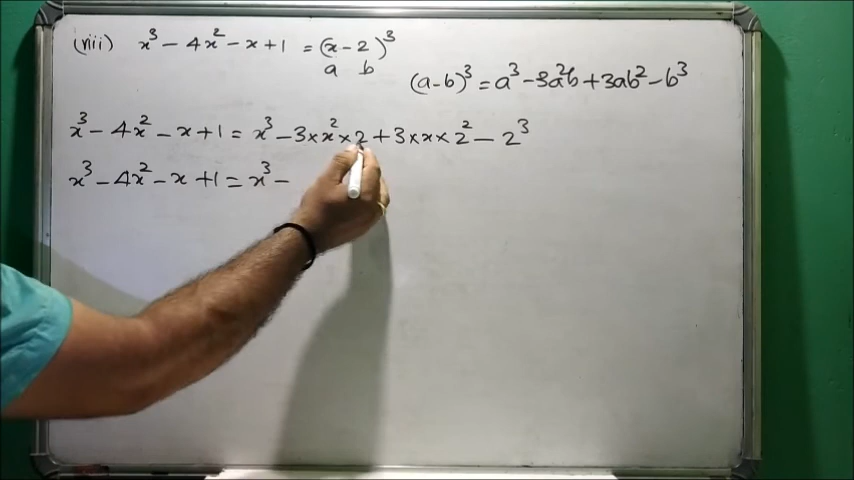 (viii) x³ - 4x² - x + 1 = (x - 2)³
a b
(a-b)³ = a³ - 3a²b + 3ab² - b³
x³ - 4x² - x + 1 = x³ - 3 × x² × 2 + 3 × x × 2² - 2³
x³ - 4x² - x + 1 = x³ -